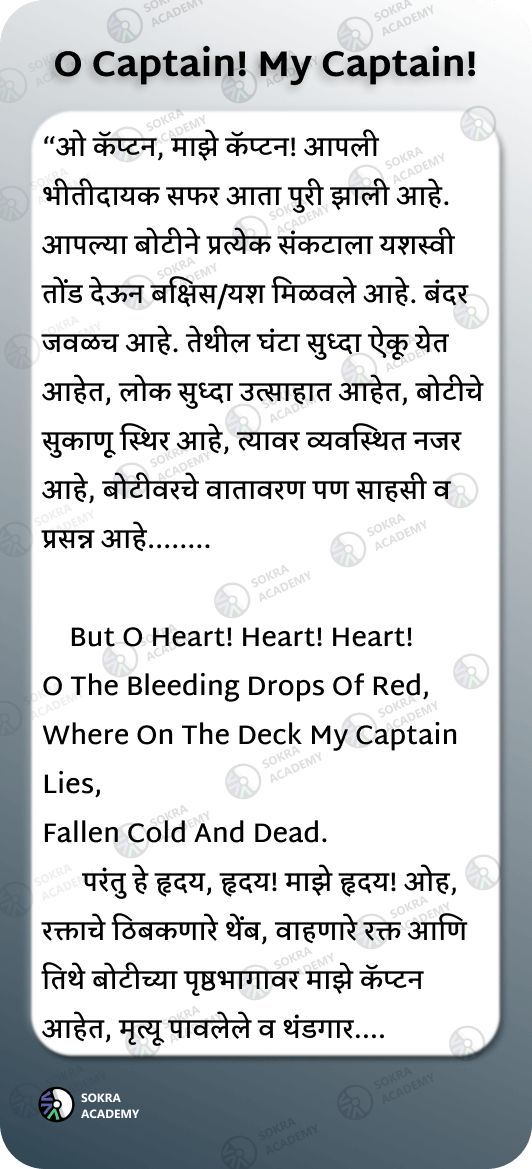 O Captain! My Captain!
“ओ कॅप्टन, माझे कॅप्टन! आपली
भीतीदायक सफर आता पुरी झाली आहे.
आपल्या बोटीने प्रत्येक संकटाला यशस्वी
तोंड देऊन बक्षिस/यश मिळवले आहे. बंदर
जवळच आहे. तेथील घंटा सुध्दा ऐकू येत
आहेत, लोक सुध्दा उत्साहात आहेत, बोटीचे
सुकाणू स्थिर आहे, त्यावर व्यवस्थित नजर
आहे, बोटीवरचे वातावरण पण साहसी व
प्रसन्न आहे........
But O Heart! Heart! Heart!
O The Bleeding Drops Of Red,
Where On The Deck My Captain
Lies,
Fallen Cold And Dead.
परंतु हे हृदय, हृदय! माझे हृदय! ओह,
रक्ताचे ठिबकणारे थेंब, वाहणारे रक्त आणि
तिथे बोटीच्या पृष्ठभागावर माझे कॅप्टन
आहेत, मृत्यू पावलेले व थंडगार....
SOKRA
ACADEMY